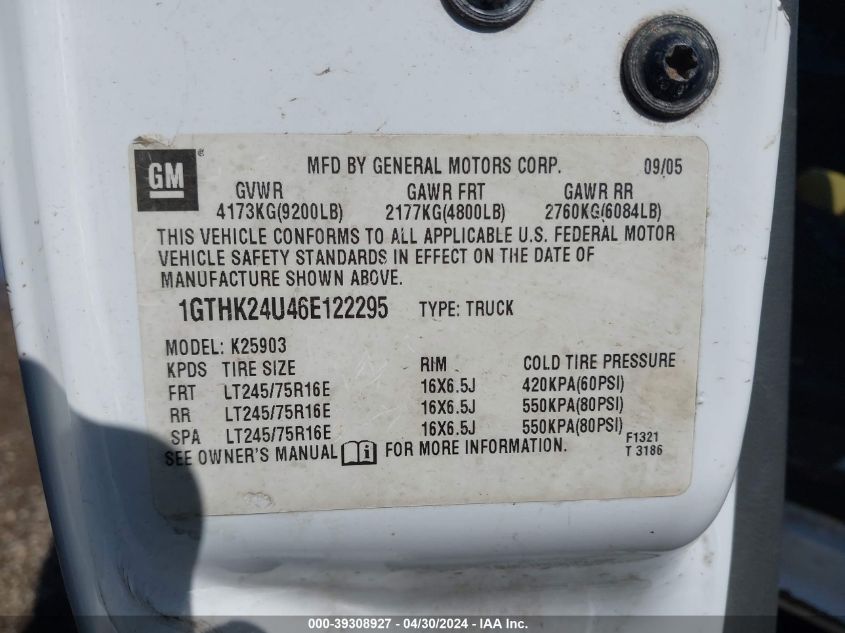 GM
MFD BY GENERAL MOTORS CORP. 09/05
GVWR GAWR FRT GAWR RR
4173KG(9200LB) 2177KG(4800LB) 2760KG(6084LB)
THIS VEHICLE CONFORMS TO ALL APPLICABLE U.S. FEDERAL MOTOR
VEHICLE SAFETY STANDARDS IN EFFECT ON THE DATE OF
MANUFACTURE SHOWN ABOVE.
1GTHK24U46E122295 TYPE: TRUCK
MODEL: K25903
KPDS TIRE SIZE RIM COLD TIRE PRESSURE
FRT LT245/75R16E 16X6.5J 420KPA(60PSI)
RR LT245/75R16E 16X6.5J 550KPA(80PSI)
SPA LT245/75R16E 16X6.5J 550KPA(80PSI)
SEE OWNER'S MANUAL i FOR MORE INFORMATION.
F1321
T 3186
000-39308927 - 04/30/2024 - IAA Inc.